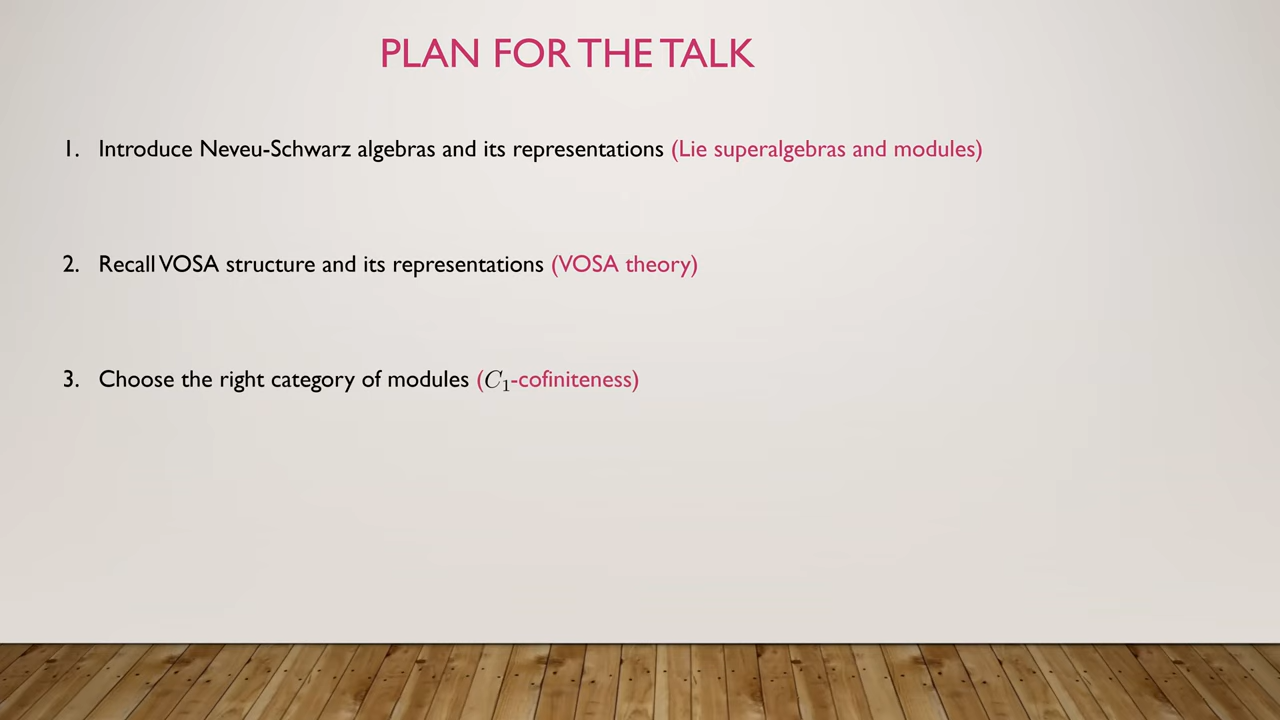 PLAN FOR THE TALK
1. Introduce Neveu-Schwarz algebras and its representations (Lie superalgebras and modules)
2. Recall VOSA structure and its representations (VOSA theory)
3. Choose the right category of modules (C₁-cofiniteness)